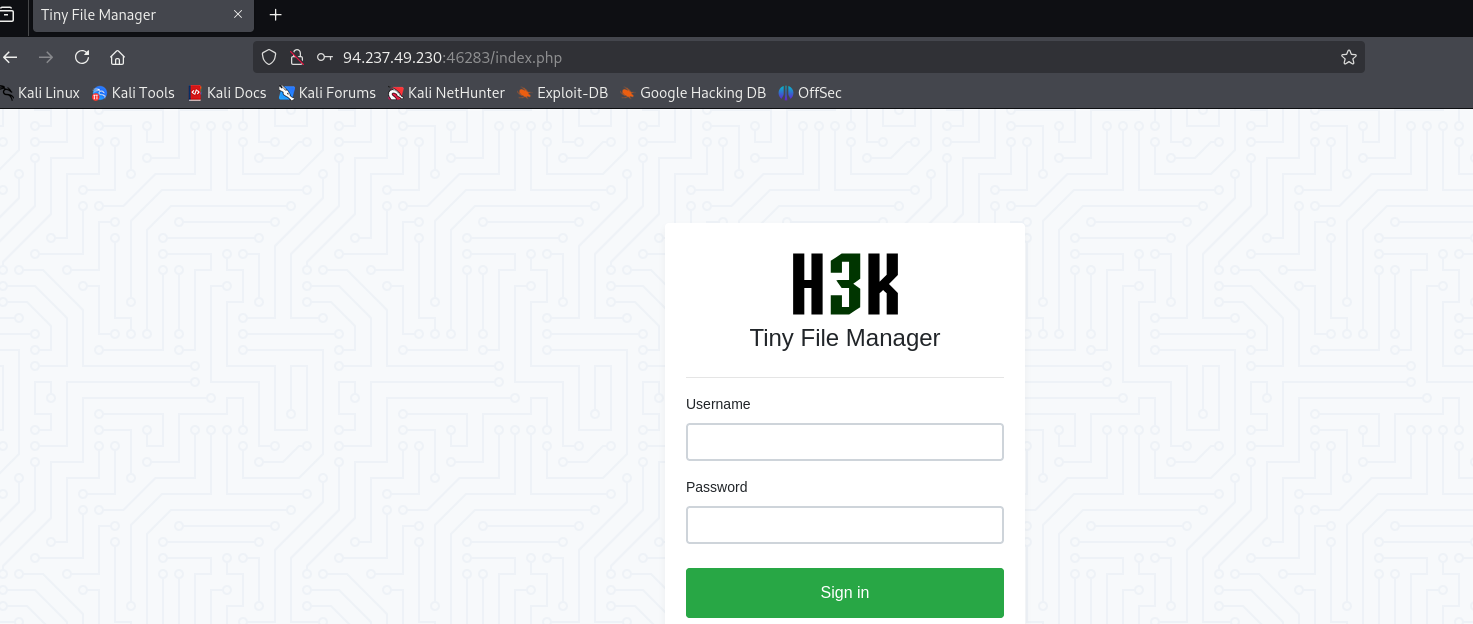 Tiny File Manager
94.237.49.230:46283/index.php
Kali Linux Kali Tools Kali Docs Kali Forums Kali NetHunter Exploit-DB Google Hacking DB OffSec
H3K
Tiny File Manager
Username
Password
Sign in